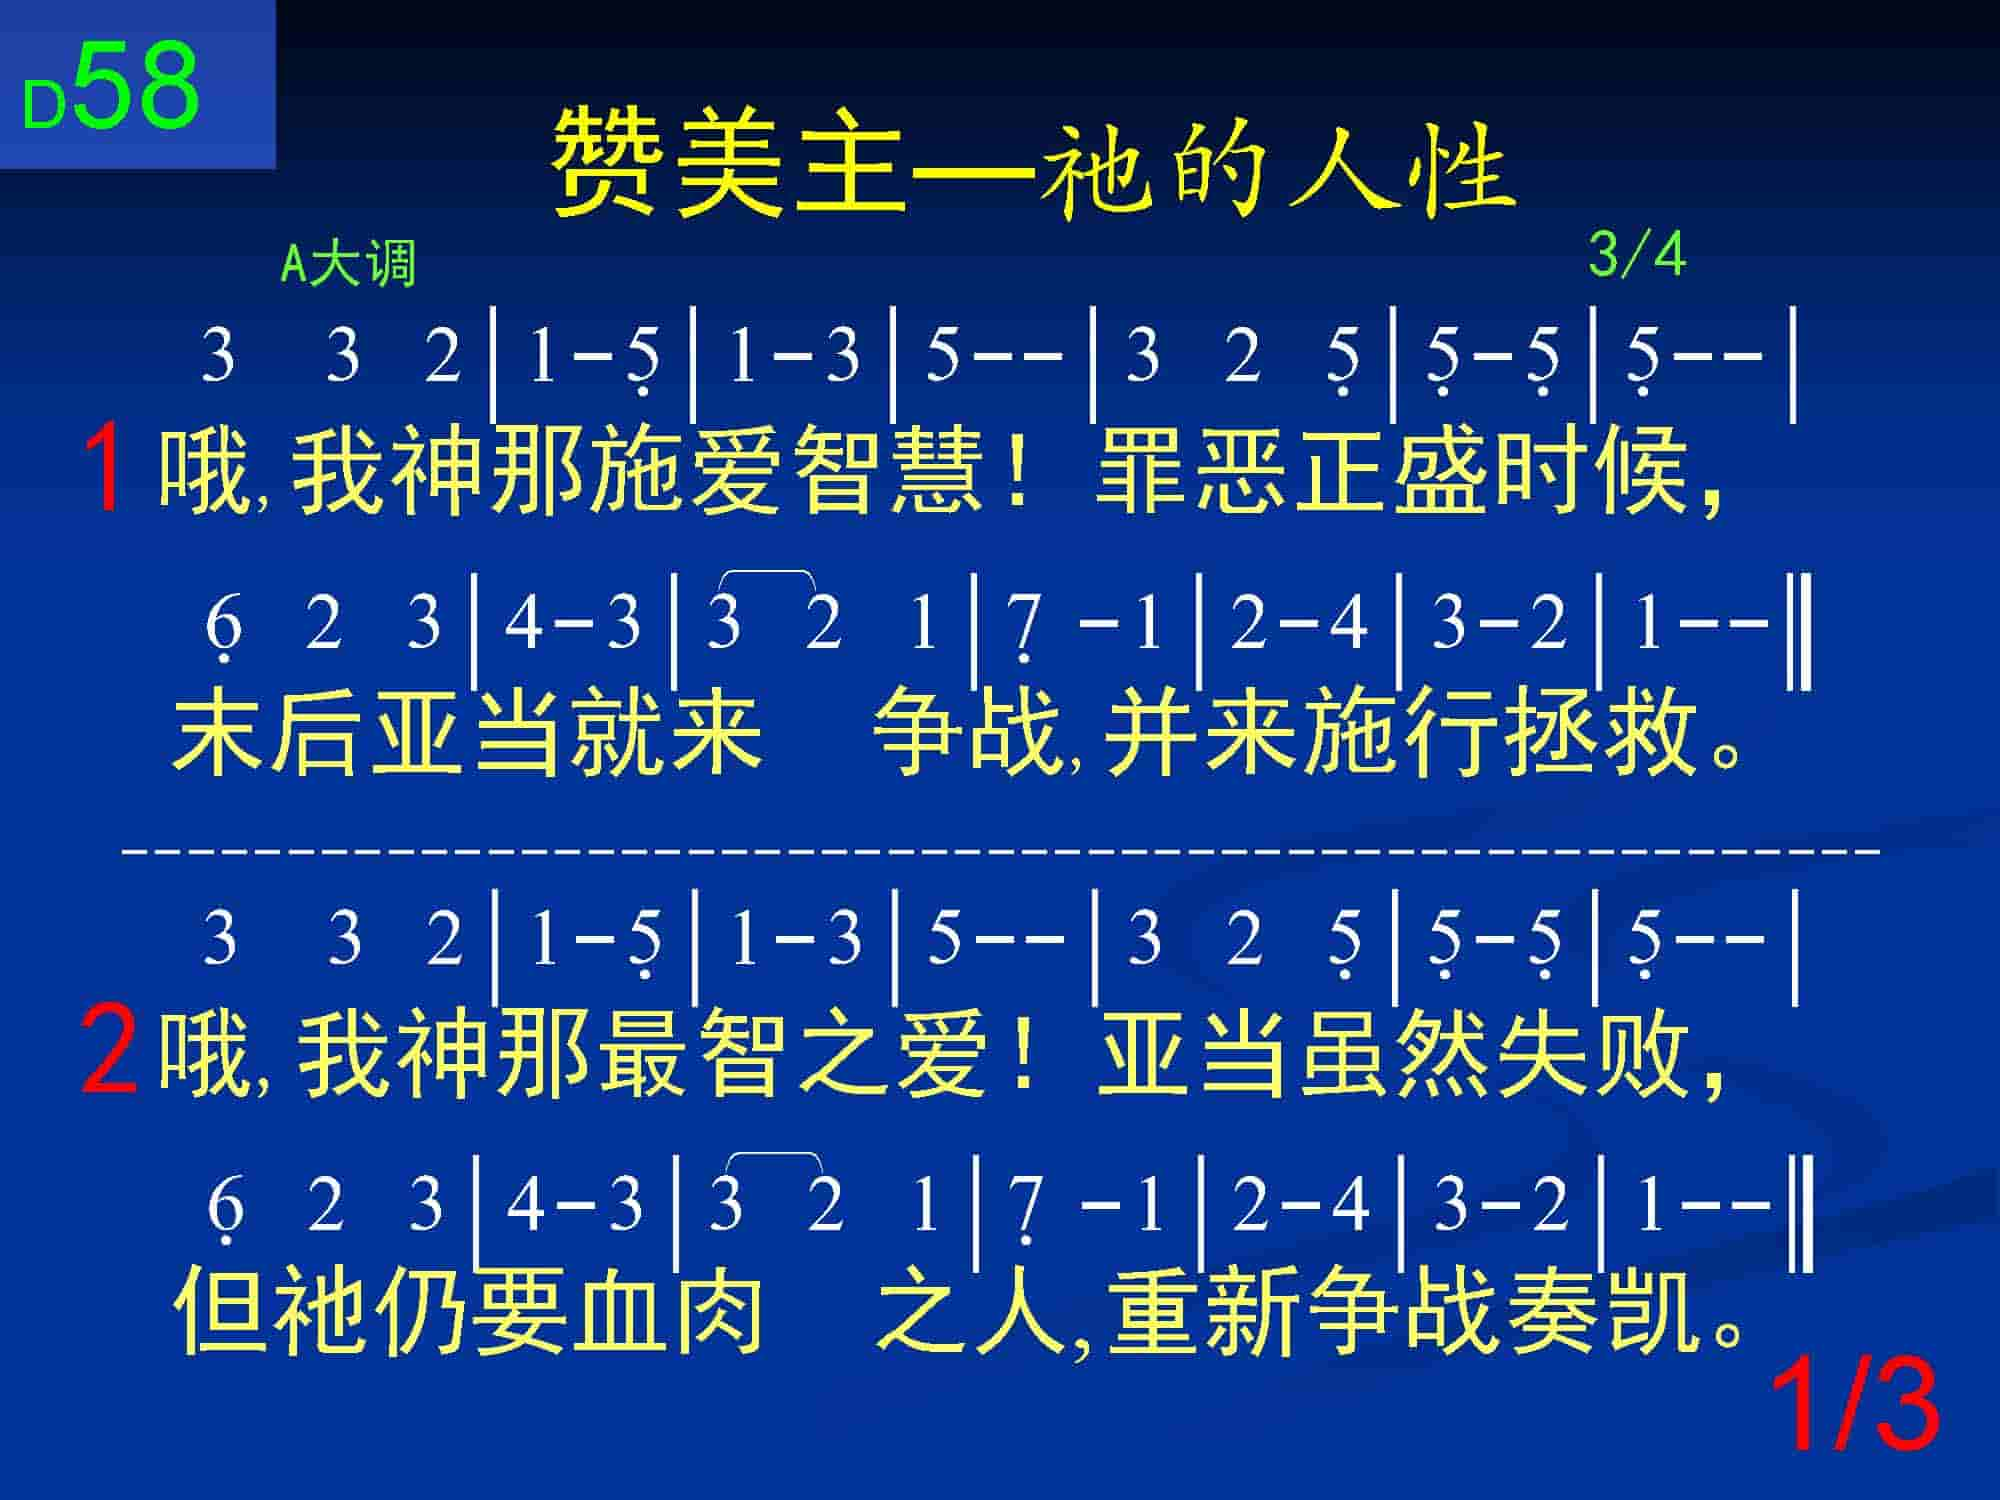 D58
赞美主—祂的人性
A大调 3/4
3 3 2|1-5̣|1-3|5--|3 2 5̣|5̣-5̣|5̣--|
1 哦,我神那施爱智慧！罪恶正盛时候，
6̣ 2 3|4-3|3 2 1|7̣ -1|2-4|3-2|1--‖
末后亚当就来 争战,并来施行拯救。
------------------------------------------------------
3 3 2|1-5̣|1-3|5--|3 2 5̣|5̣-5̣|5̣--|
2 哦,我神那最智之爱！亚当虽然失败，
6̣ 2 3|4-3|3 2 1|7̣ -1|2-4|3-2|1--‖
但祂仍要血肉 之人,重新争战奏凯。
1/3